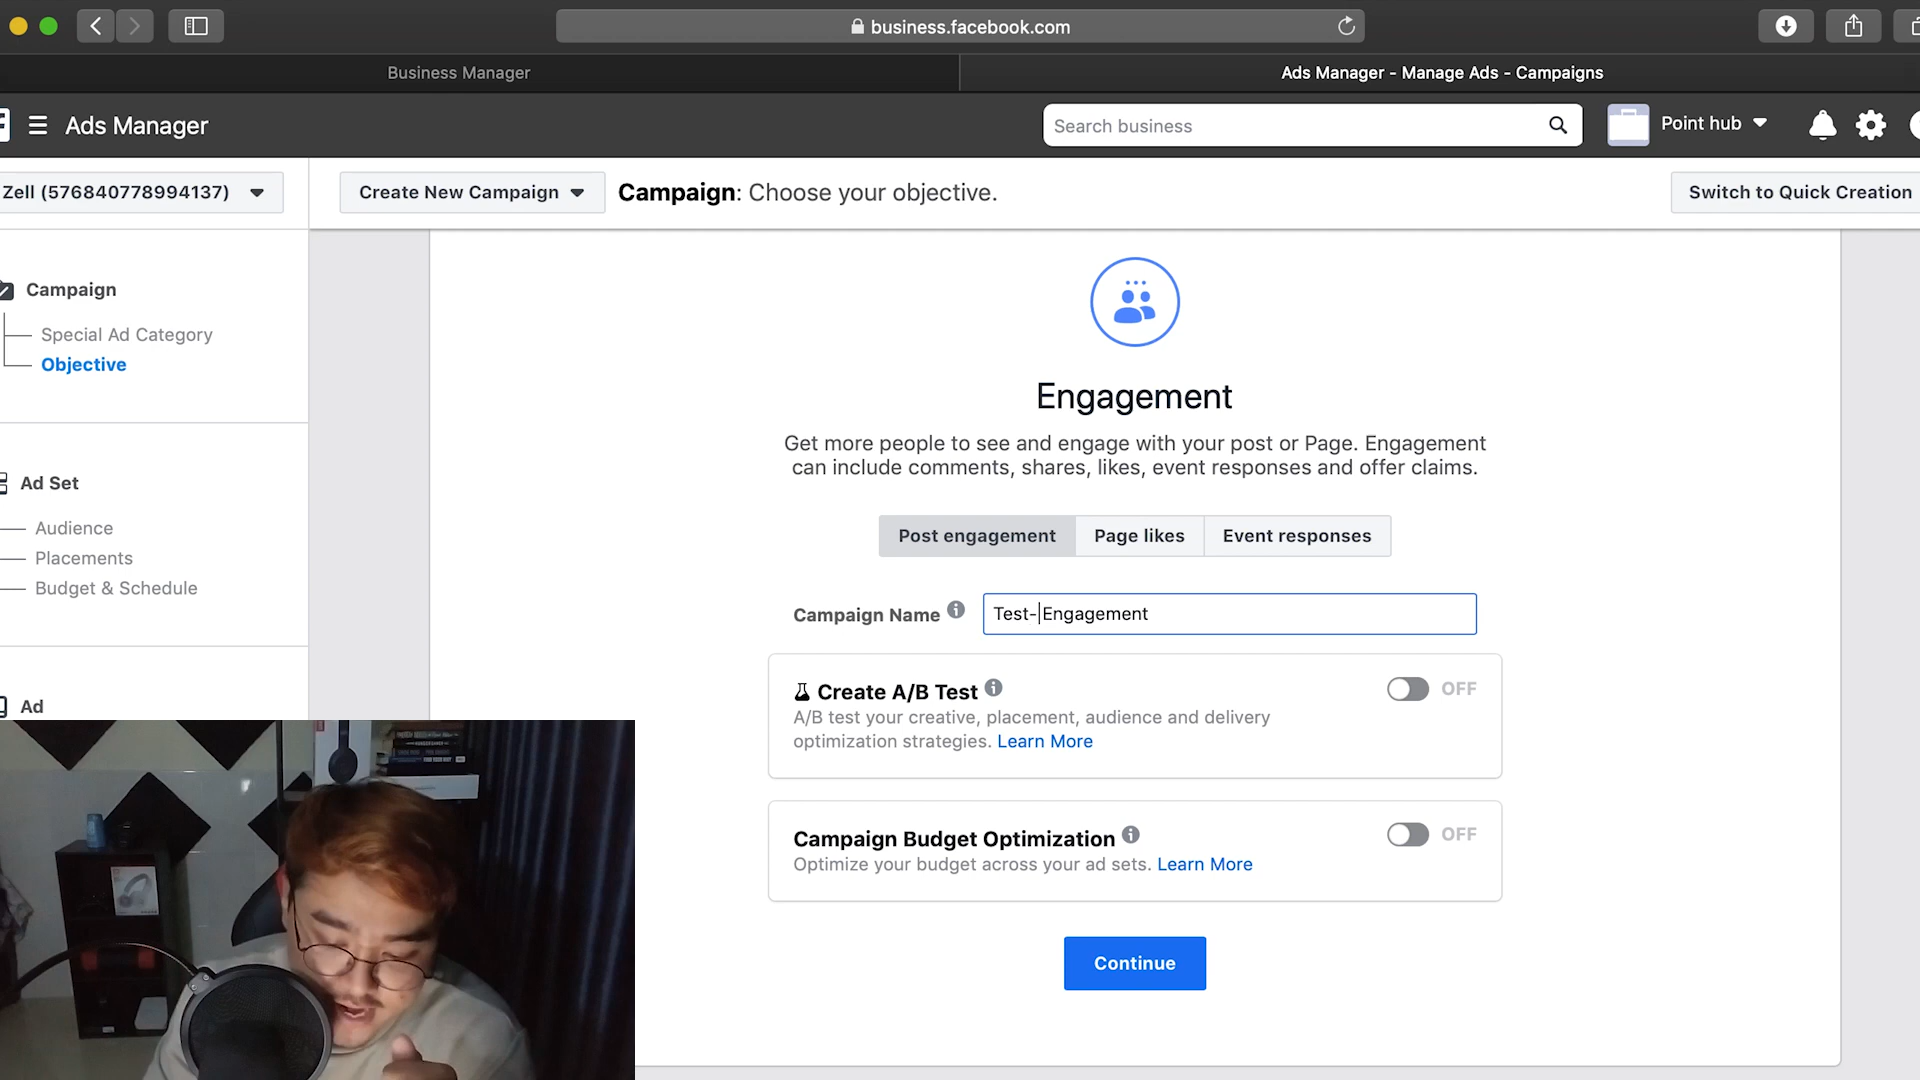 business.facebook.com
Business Manager
Ads Manager - Manage Ads - Campaigns
Ads Manager
Search business
Point hub
Zell (576840778994137)
Create New Campaign
Campaign: Choose your objective.
Switch to Quick Creation
Campaign
Special Ad Category
Objective
Ad Set
Audience
Placements
Budget & Schedule
Ad
Engagement
Get more people to see and engage with your post or Page. Engagement
can include comments, shares, likes, event responses and offer claims.
Post engagement
Page likes
Event responses
Campaign Name
Test-Engagement
Create A/B Test
OFF
A/B test your creative, placement, audience and delivery
optimization strategies. Learn More
Campaign Budget Optimization
OFF
Optimize your budget across your ad sets. Learn More
Continue